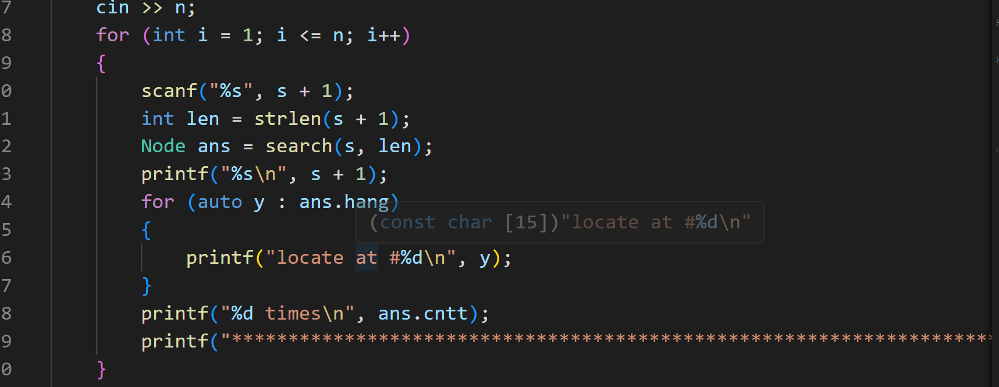 7 cin >> n;
8 for (int i = 1; i <= n; i++)
9 {
0 scanf("%s", s + 1);
1 int len = strlen(s + 1);
2 Node ans = search(s, len);
3 printf("%s\n", s + 1);
4 for (auto y : ans.hang)
(const char [15])"locate at #%d\n"
5 {
6 printf("locate at #%d\n", y);
7 }
8 printf("%d times\n", ans.cntt);
9 printf("********************************************************************
0 }